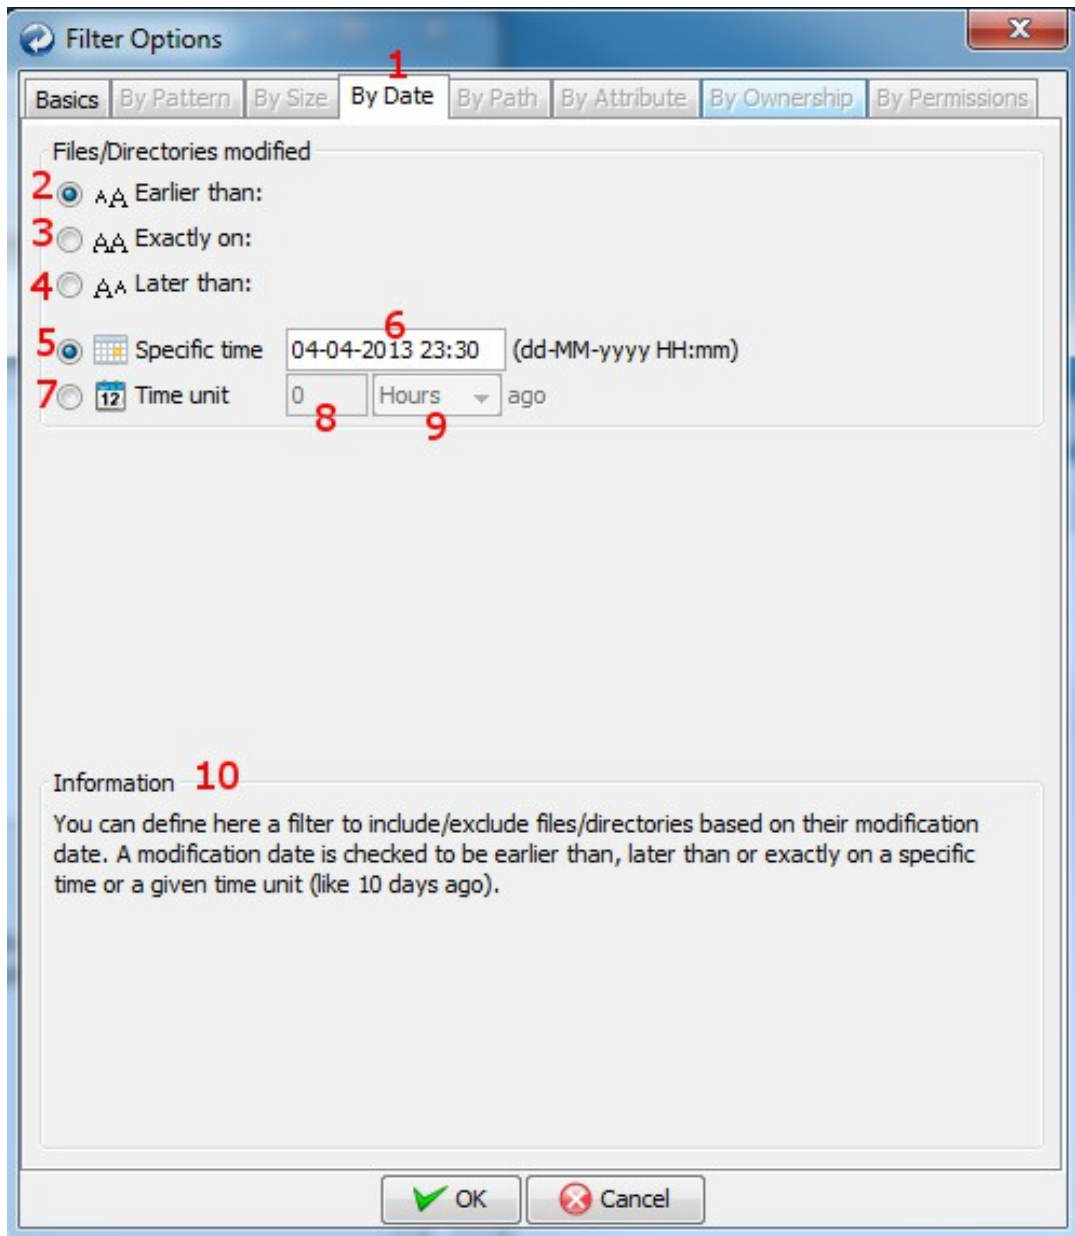 Filter Options
X
1
Basics By Pattern By Size By Date By Path By Attribute By Ownership By Permissions
Files/Directories modified
2 AA Earlier than:
3 AA Exactly on:
4 AA Later than:
6
5 Specific time 04-04-2013 23:30 (dd-MM-yyyy HH:mm)
7 12 Time unit 0 Hours ago
8 9
Information 10
You can define here a filter to include/exclude files/directories based on their modification
date. A modification date is checked to be earlier than, later than or exactly on a specific
time or a given time unit (like 10 days ago).
OK Cancel